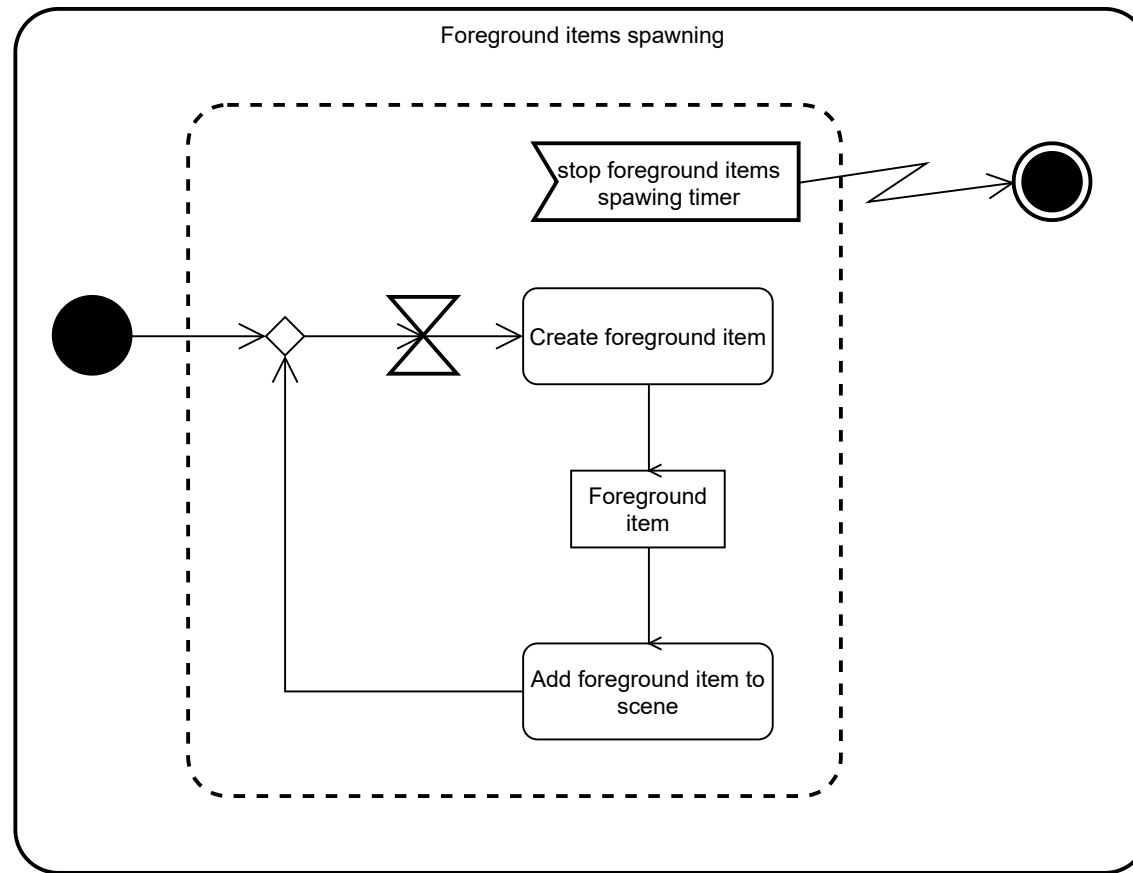 Foreground items spawning
stop foreground items
spawing timer
Create foreground item
Foreground
item
Add foreground item to
scene